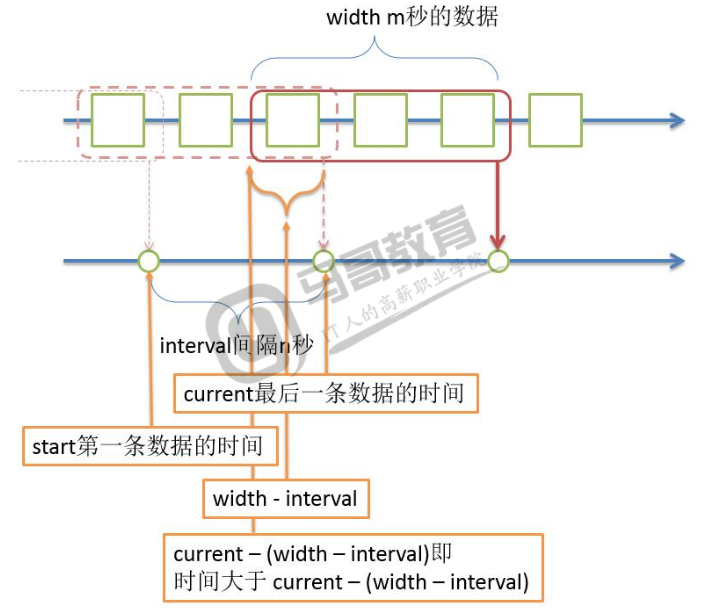 width m秒的数据
马哥教育
IT人的高薪职业学院
interval间隔n秒
current最后一条数据的时间
start第一条数据的时间
width - interval
current – (width – interval)即
时间大于 current – (width – interval)